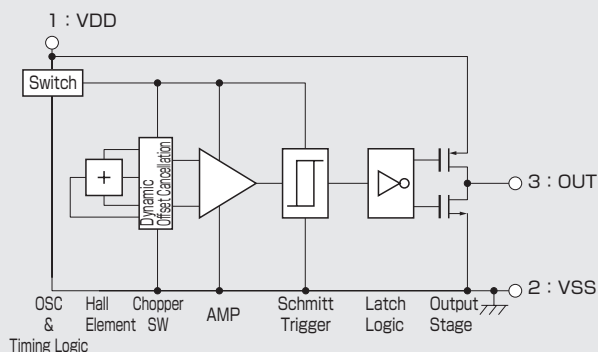 1 : VDD
Switch
+
Dynamic
Offset Cancellation
3 : OUT
2 : VSS
OSC
&
Timing Logic
Hall
Element
Chopper
SW
AMP
Schmitt
Trigger
Latch
Logic
Output
Stage